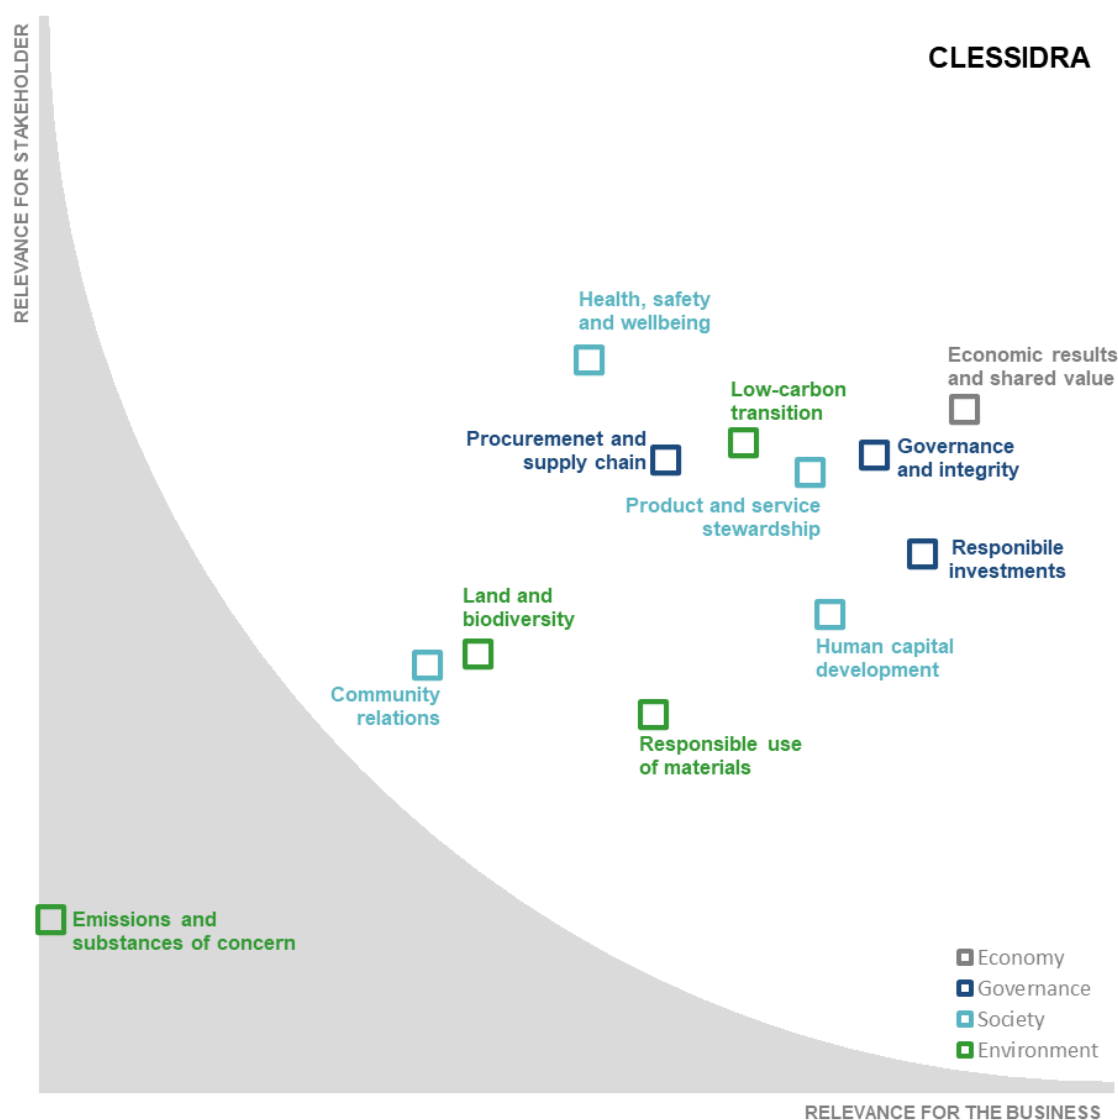 CLESSIDRA
RELEVANCE FOR STAKEHOLDER
Health, safety
and wellbeing
Economic results
and shared value
Low-carbon
transition
Procuremenet and
supply chain
Governance
and integrity
Product and service
stewardship
Responibile
investments
Land and
biodiversity
Human capital
development
Community
relations
Responsible use
of materials
Emissions and
substances of concern
Economy
Governance
Society
Environment
RELEVANCE FOR THE BUSINESS